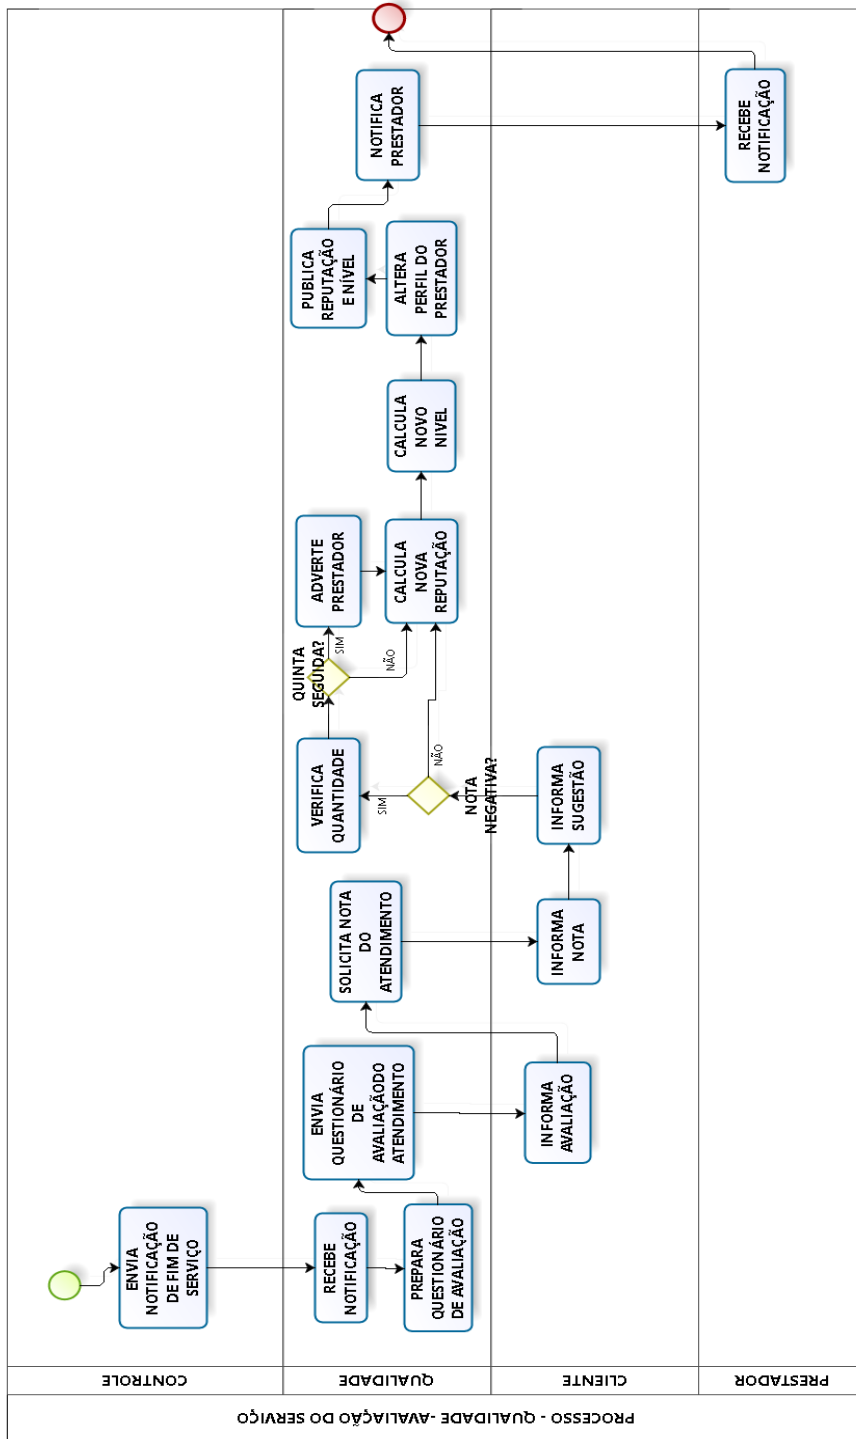 PROCESSO - QUALIDADE -AVALIAÇÃO DO SERVIÇO
CONTROLE
QUALIDADE
CLIENTE
PRESTADOR
ENVIA
NOTIFICAÇÃO
DE FIM DE
SERVIÇO
RECEBE
NOTIFICAÇÃO
PREPARA
QUESTIONÁRIO
DE AVALIAÇÃO
ENVIA
QUESTIONÁRIO
DE
AVALIAÇÃODO
ATENDIMENTO
INFORMA
AVALIAÇÃO
SOLICITA NOTA
DO
ATENDIMENTO
INFORMA
NOTA
INFORMA
SUGESTÃO
NOTA
NEGATIVA?
SIM
NÃO
VERIFICA
QUANTIDADE
QUINTA
SEGUIDA?
SIM
NÃO
ADVERTE
PRESTADOR
CALCULA
NOVA
REPUTAÇÃO
CALCULA
NOVO
NIVEL
ALTERA
PERFIL DO
PRESTADOR
PUBLICA
REPUTAÇÃO
E NÍVEL
NOTIFICA
PRESTADOR
RECEBE
NOTIFICAÇÃO